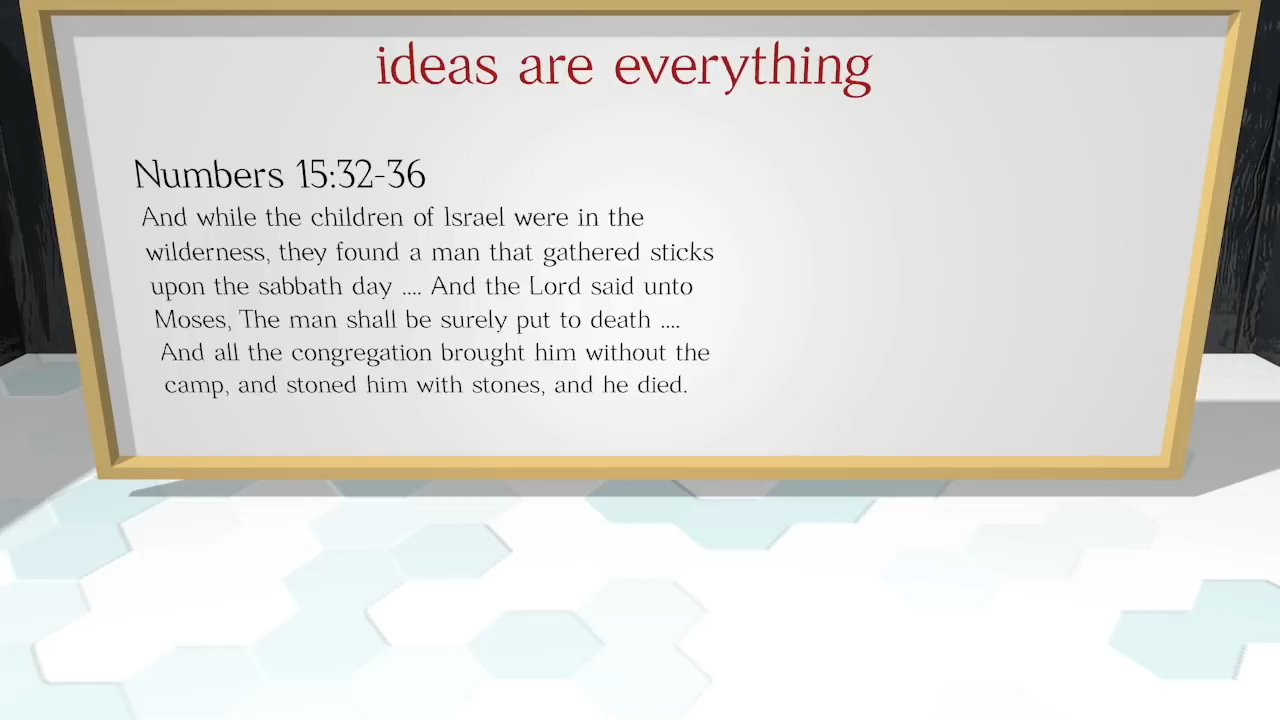 ideas are everything
Numbers 15:32-36
And while the children of Israel were in the
wilderness, they found a man that gathered sticks
upon the sabbath day .... And the Lord said unto
Moses, The man shall be surely put to death ....
And all the congregation brought him without the
camp, and stoned him with stones, and he died.